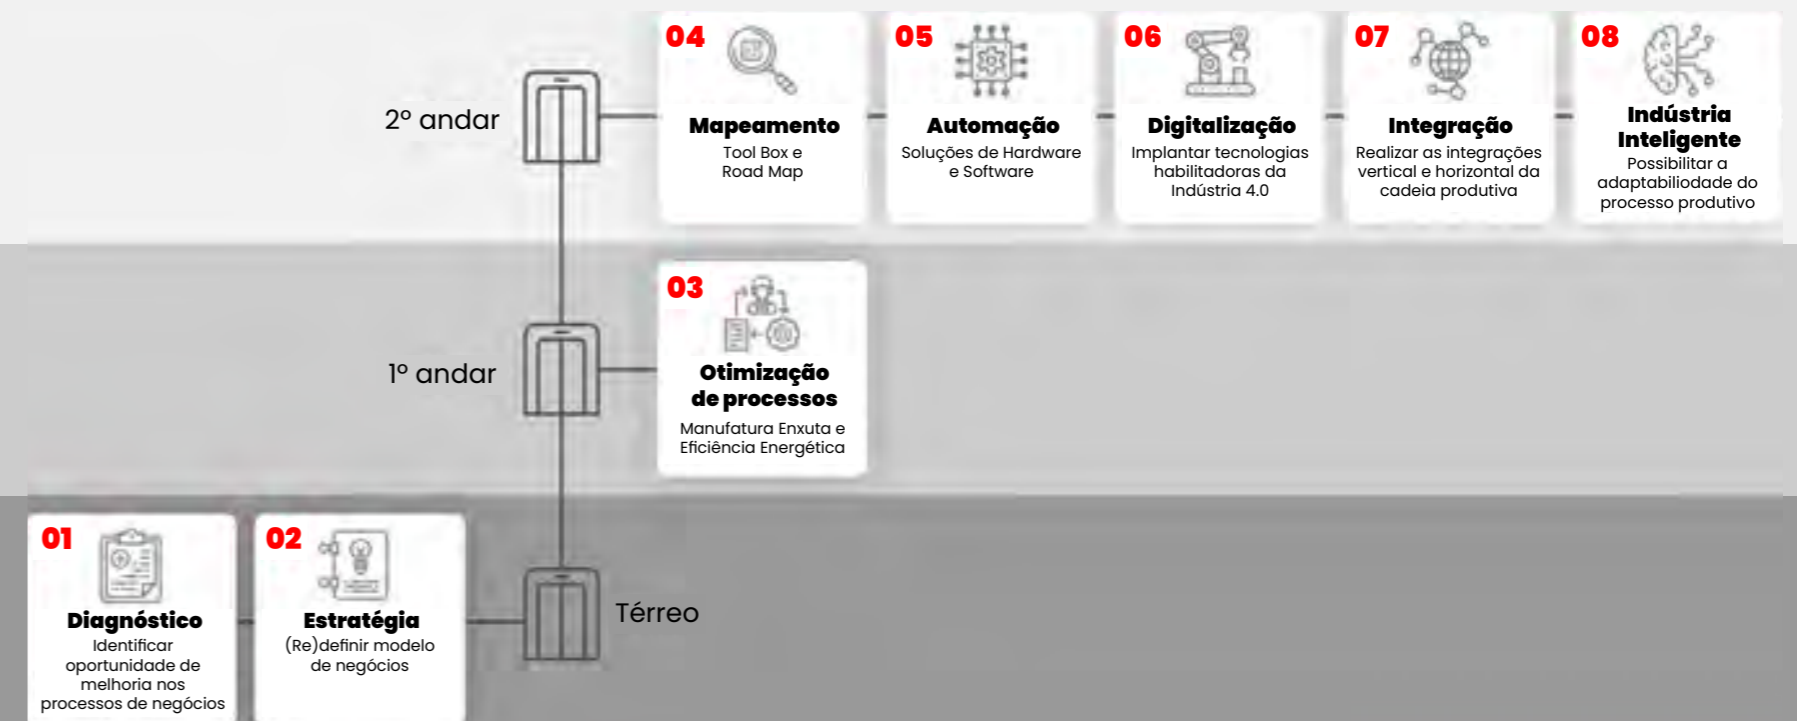 2º andar
04
Mapeamento
Tool Box e
Road Map
05
Automação
Soluções de Hardware
e Software
06
Digitalização
Implantar tecnologias
habilitadoras da
Indústria 4.0
07
Integração
Realizar as integrações
vertical e horizontal da
cadeia produtiva
08
Indústria
Inteligente
Possibilitar a
adaptabiliodade do
processo produtivo
1º andar
03
Otimização
de processos
Manufatura Enxuta e
Eficiência Energética
01
Diagnóstico
Identificar
oportunidade de
melhoria nos
processos de negócios
02
Estratégia
(Re)definir modelo
de negócios
Térreo